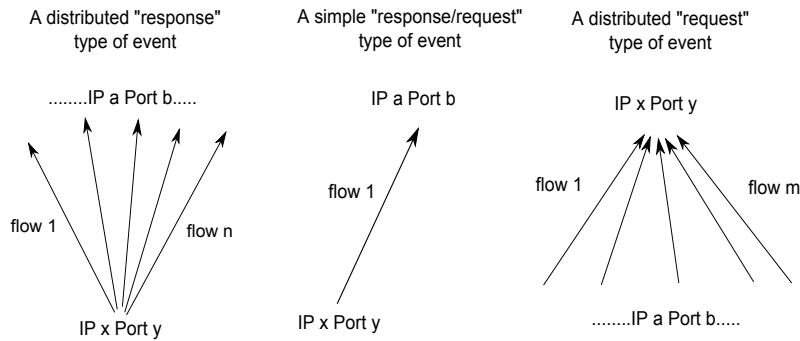 A distributed "response"
type of event
........IP a Port b.....
flow 1
flow n
IP x Port y
A simple "response/request"
type of event
IP a Port b
flow 1
IP x Port y
A distributed "request"
type of event
IP x Port y
flow 1
flow m
........IP a Port b.....